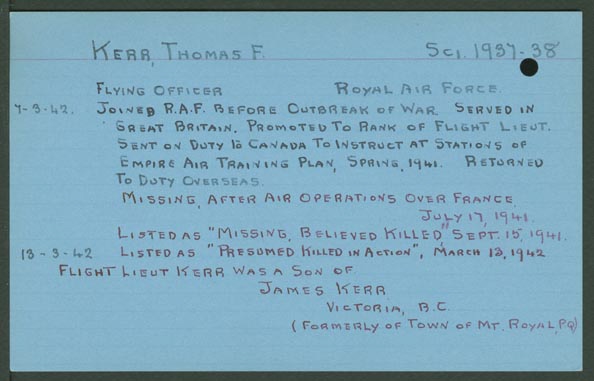 KERR, THOMAS F. SCI. 1937-38
FLYING OFFICER ROYAL AIR FORCE.
7-3-42. JOINED R.A.F. BEFORE OUTBREAK OF WAR. SERVED IN
GREAT BRITAIN. PROMOTED TO RANK OF FLIGHT LIEUT.
SENT ON DUTY TO CANADA TO INSTRUCT AT STATIONS OF
EMPIRE AIR TRAINING PLAN, SPRING, 1941. RETURNED
TO DUTY OVERSEAS.
MISSING, AFTER AIR OPERATIONS OVER FRANCE,
JULY 17, 1941.
LISTED AS "MISSING, BELIEVED KILLED," SEPT. 15, 1941.
13-3-42 LISTED AS "PRESUMED KILLED IN ACTION", MARCH 13, 1942
FLIGHT LIEUT KERR WAS A SON OF
JAMES KERR
VICTORIA, B.C.
(FORMERLY OF TOWN OF MT. ROYAL, PQ)